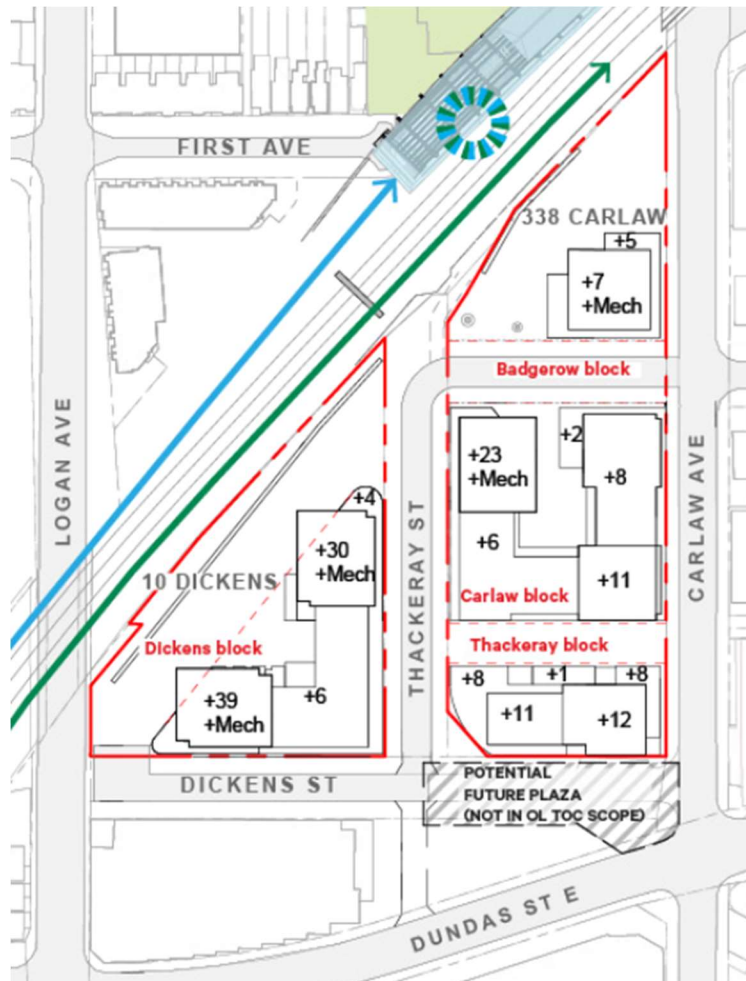 FIRST AVE
338 CARLAW
+5
+7
+Mech
Badgerow block
LOGAN AVE
CARLAW AVE
THACKERAY ST
+2
+23
+Mech
+8
+6
+11
Carlaw block
+4
+30
+Mech
10 DICKENS
Dickens block
+39
+Mech
+6
Thackeray block
+8
+1
+8
+11
+12
DICKENS ST
POTENTIAL
FUTURE PLAZA
(NOT IN OL TOC SCOPE)
DUNDAS ST E